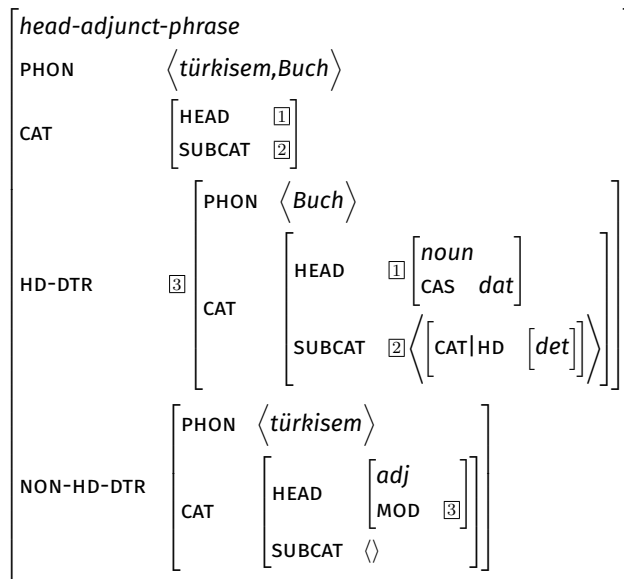 head-adjunct-phrase
PHON ⟨türkisem,Buch⟩
CAT [HEAD 1
SUBCAT 2]
HD-DTR 3 [PHON ⟨Buch⟩
CAT [HEAD 1 [noun
CAS dat]
SUBCAT 2 ⟨[CAT|HD [det]]⟩]]
NON-HD-DTR [PHON ⟨türkisem⟩
CAT [HEAD [adj
MOD 3]
SUBCAT ⟨⟩]]